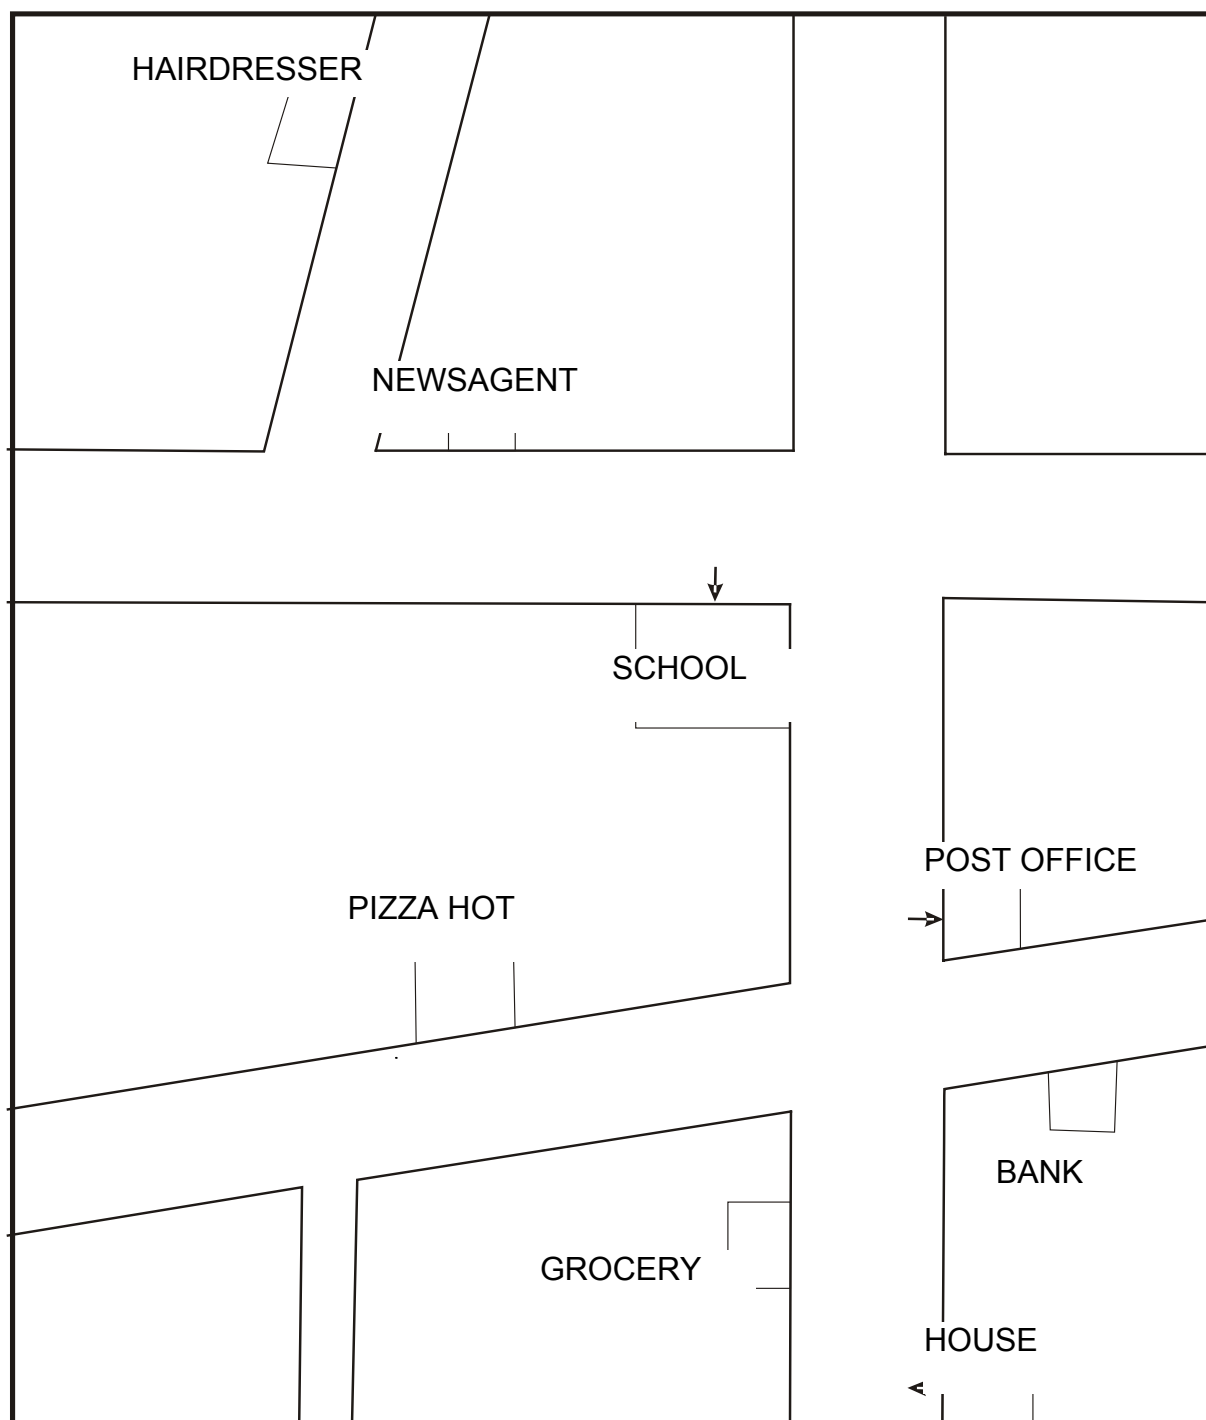 HAIRDRESSER
NEWSAGENT
SCHOOL
POST OFFICE
PIZZA HOT
BANK
GROCERY
HOUSE